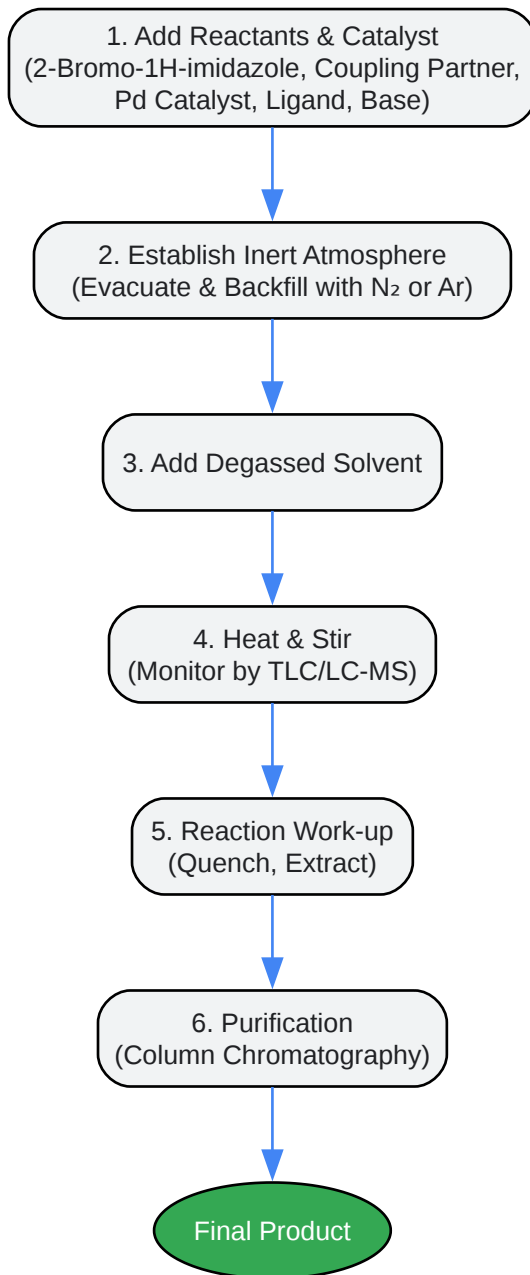 1. Add Reactants & Catalyst
(2-Bromo-1H-imidazole, Coupling Partner,
Pd Catalyst, Ligand, Base)
2. Establish Inert Atmosphere
(Evacuate & Backfill with N₂ or Ar)
3. Add Degassed Solvent
4. Heat & Stir
(Monitor by TLC/LC-MS)
5. Reaction Work-up
(Quench, Extract)
6. Purification
(Column Chromatography)
Final Product